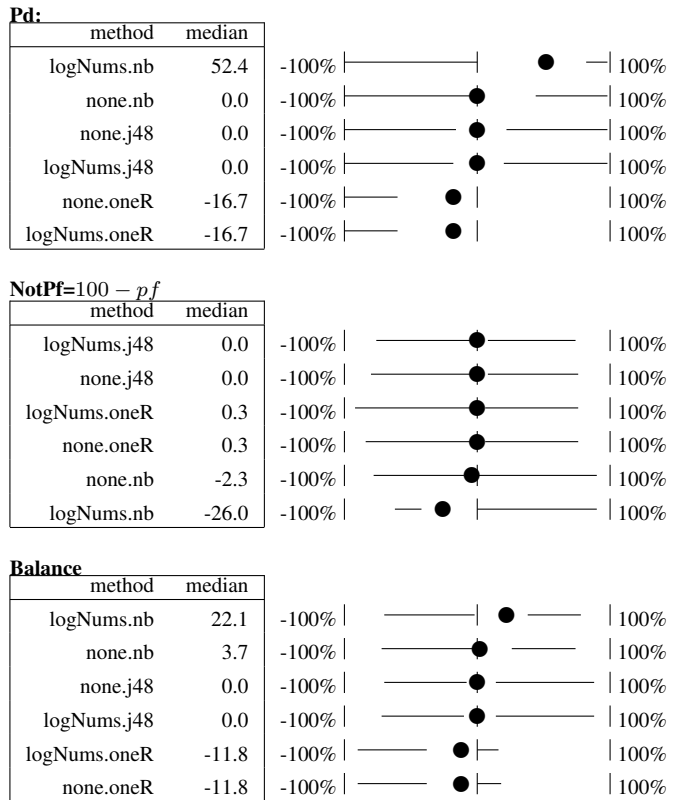 Pd:
method median
logNums.nb 52.4 -100% 100%
none.nb 0.0 -100% 100%
none.j48 0.0 -100% 100%
logNums.j48 0.0 -100% 100%
none.oneR -16.7 -100% 100%
logNums.oneR -16.7 -100% 100%
NotPf=100 − pf
method median
logNums.j48 0.0 -100% 100%
none.j48 0.0 -100% 100%
logNums.oneR 0.3 -100% 100%
none.oneR 0.3 -100% 100%
none.nb -2.3 -100% 100%
logNums.nb -26.0 -100% 100%
Balance
method median
logNums.nb 22.1 -100% 100%
none.nb 3.7 -100% 100%
none.j48 0.0 -100% 100%
logNums.j48 0.0 -100% 100%
logNums.oneR -11.8 -100% 100%
none.oneR -11.8 -100% 100%